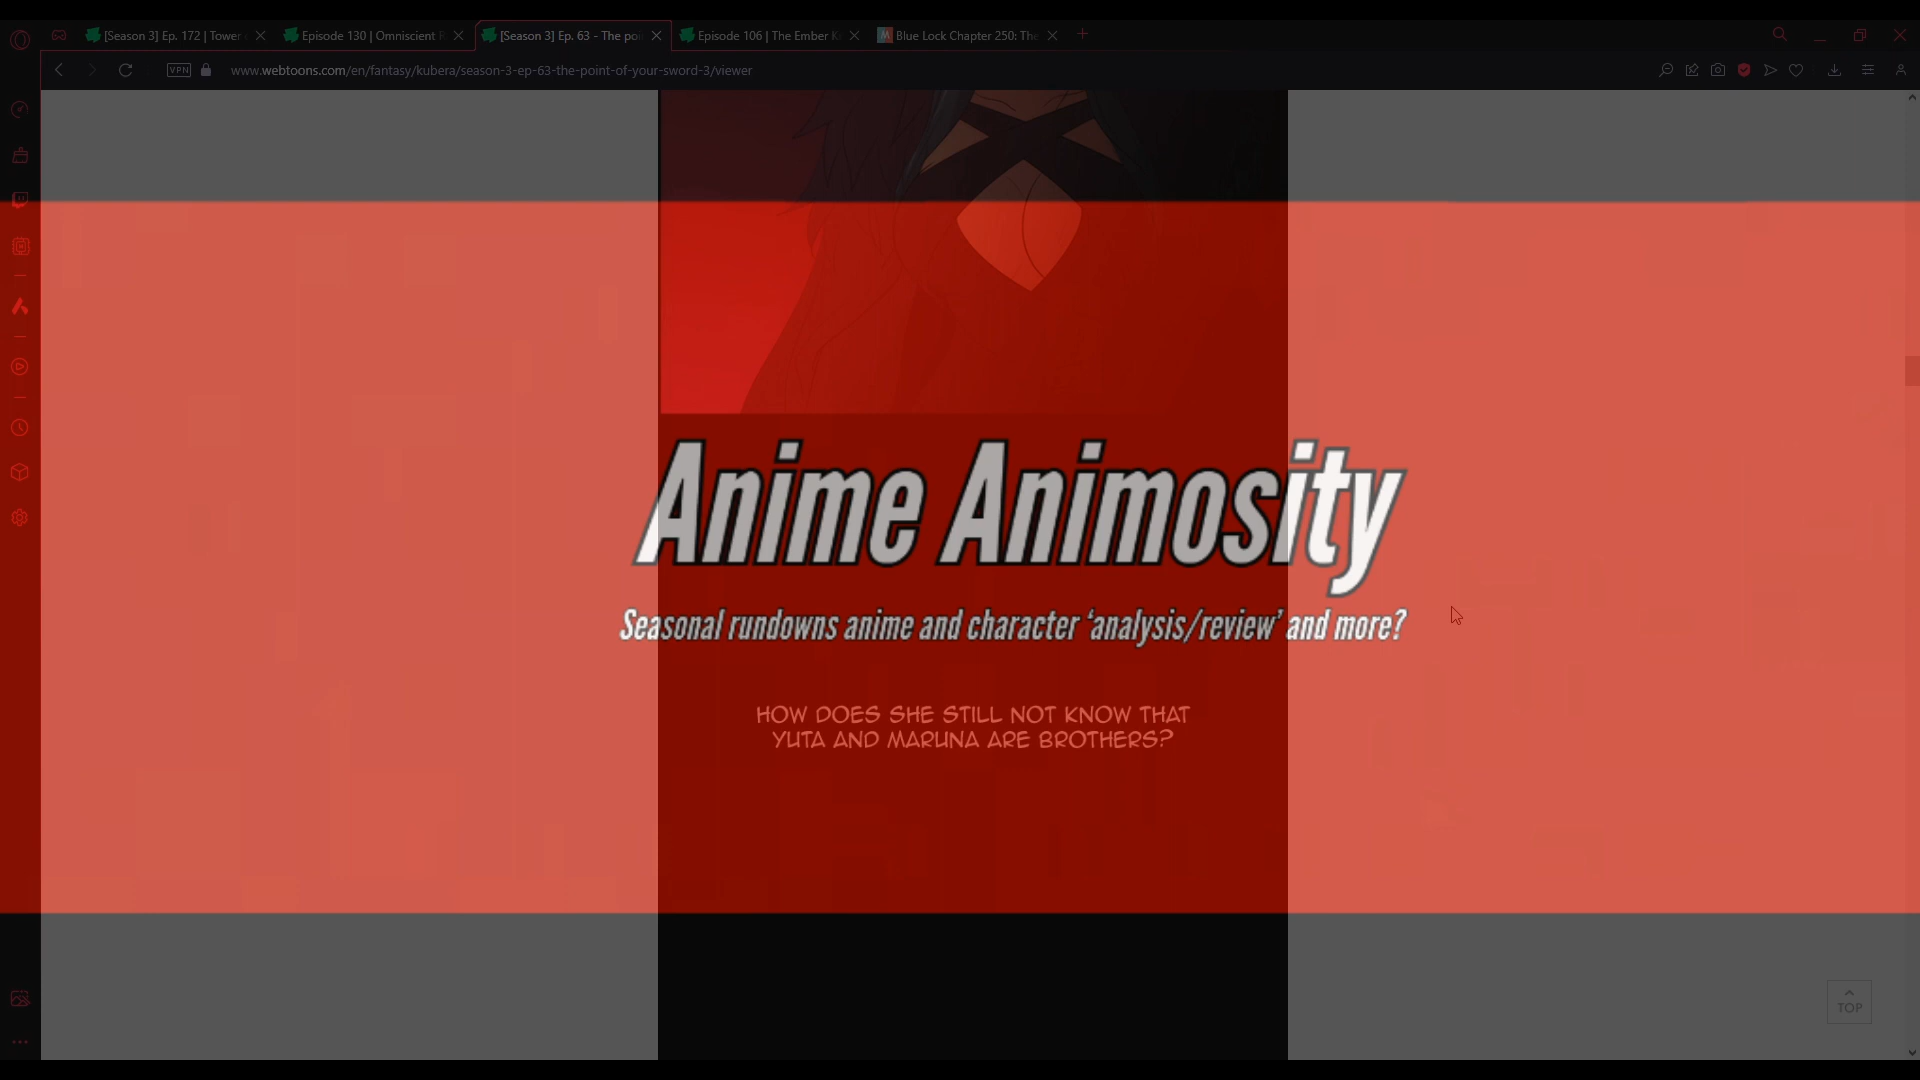 [Season 3] Ep. 172 | Tower
Episode 130 | Omniscient R
[Season 3] Ep. 63 - The poi
Episode 106 | The Ember K
M Blue Lock Chapter 250: The
VPN
www.webtoons.com/en/fantasy/kubera/season-3-ep-63-the-point-of-your-sword-3/viewer
Anime Animosity
Seasonal rundowns anime and character ‘analysis/review’ and more?
HOW DOES SHE STILL NOT KNOW THAT
YUTA AND MARUNA ARE BROTHERS?
TOP